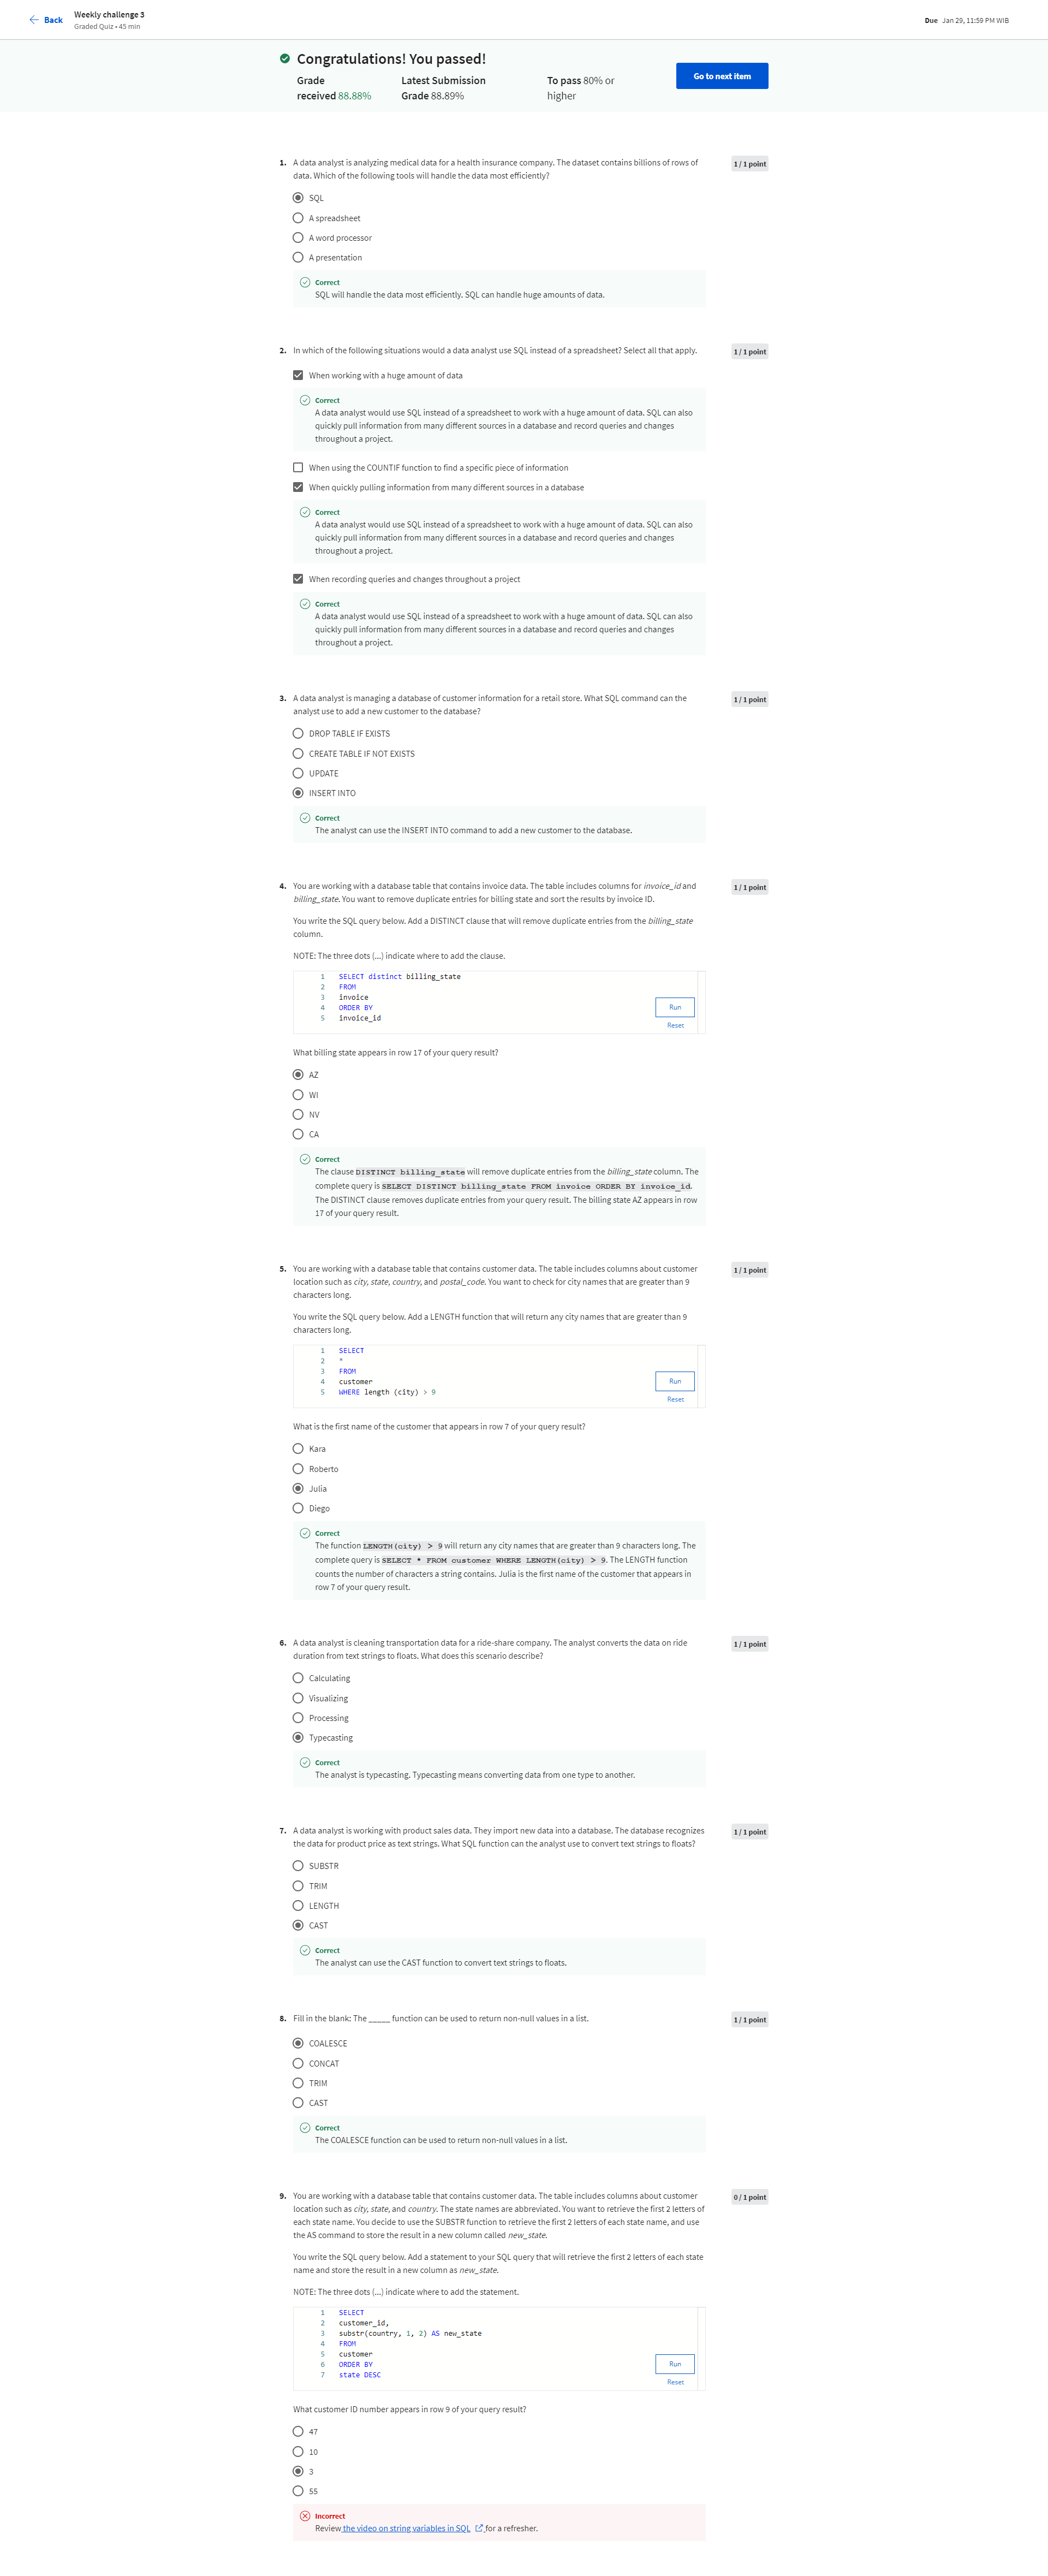 Back
Weekly challenge 3
Graded Quiz • 45 min
Due Jan 29, 11:59 PM WIB
Congratulations! You passed!
Grade received 88.88%
Latest Submission Grade 88.89%
To pass 80% or higher
Go to next item
1. A data analyst is analyzing medical data for a health insurance company. The dataset contains billions of rows of
data. Which of the following tools will handle the data most efficiently?
1 / 1 point
SQL
A spreadsheet
A word processor
A presentation
Correct
SQL will handle the data most efficiently. SQL can handle huge amounts of data.
2. In which of the following situations would a data analyst use SQL instead of a spreadsheet? Select all that apply.
1 / 1 point
When working with a huge amount of data
Correct
A data analyst would use SQL instead of a spreadsheet to work with a huge amount of data. SQL can also
quickly pull information from many different sources in a database and record queries and changes
throughout a project.
When using the COUNTIF function to find a specific piece of information
When quickly pulling information from many different sources in a database
Correct
A data analyst would use SQL instead of a spreadsheet to work with a huge amount of data. SQL can also
quickly pull information from many different sources in a database and record queries and changes
throughout a project.
When recording queries and changes throughout a project
Correct
A data analyst would use SQL instead of a spreadsheet to work with a huge amount of data. SQL can also
quickly pull information from many different sources in a database and record queries and changes
throughout a project.
3. A data analyst is managing a database of customer information for a retail store. What SQL command can the
analyst use to add a new customer to the database?
1 / 1 point
DROP TABLE IF EXISTS
CREATE TABLE IF NOT EXISTS
UPDATE
INSERT INTO
Correct
The analyst can use the INSERT INTO command to add a new customer to the database.
4. You are working with a database table that contains invoice data. The table includes columns for invoice_id and
billing_state. You want to remove duplicate entries for billing state and sort the results by invoice ID.
1 / 1 point
You write the SQL query below. Add a DISTINCT clause that will remove duplicate entries from the billing_state
column.
NOTE: The three dots (...) indicate where to add the clause.
1 SELECT distinct billing_state
2 FROM
3 invoice
4 ORDER BY
5 invoice_id
Run
Reset
What billing state appears in row 17 of your query result?
AZ
WI
NV
CA
Correct
The clause DISTINCT billing_state will remove duplicate entries from the billing_state column. The
complete query is SELECT DISTINCT billing_state FROM invoice ORDER BY invoice_id.
The DISTINCT clause removes duplicate entries from your query result. The billing state AZ appears in row
17 of your query result.
5. You are working with a database table that contains customer data. The table includes columns about customer
location such as city, state, country, and postal_code. You want to check for city names that are greater than 9
characters long.
1 / 1 point
You write the SQL query below. Add a LENGTH function that will return any city names that are greater than 9
characters long.
1 SELECT
2 *
3 FROM
4 customer
5 WHERE length (city) > 9
Run
Reset
What is the first name of the customer that appears in row 7 of your query result?
Kara
Roberto
Julia
Diego
Correct
The function LENGTH(city) > 9 will return any city names that are greater than 9 characters long. The
complete query is SELECT * FROM customer WHERE LENGTH(city) > 9. The LENGTH function
counts the number of characters a string contains. Julia is the first name of the customer that appears in
row 7 of your query result.
6. A data analyst is cleaning transportation data for a ride-share company. The analyst converts the data on ride
duration from text strings to floats. What does this scenario describe?
1 / 1 point
Calculating
Visualizing
Processing
Typecasting
Correct
The analyst is typecasting. Typecasting means converting data from one type to another.
7. A data analyst is working with product sales data. They import new data into a database. The database recognizes
the data for product price as text strings. What SQL function can the analyst use to convert text strings to floats?
1 / 1 point
SUBSTR
TRIM
LENGTH
CAST
Correct
The analyst can use the CAST function to convert text strings to floats.
8. Fill in the blank: The _____ function can be used to return non-null values in a list.
1 / 1 point
COALESCE
CONCAT
TRIM
CAST
Correct
The COALESCE function can be used to return non-null values in a list.
9. You are working with a database table that contains customer data. The table includes columns about customer
location such as city, state, and country. The state names are abbreviated. You want to retrieve the first 2 letters of
each state name. You decide to use the SUBSTR function to retrieve the first 2 letters of each state name, and use
the AS command to store the result in a new column called new_state.
0 / 1 point
You write the SQL query below. Add a statement to your SQL query that will retrieve the first 2 letters of each state
name and store the result in a new column as new_state.
NOTE: The three dots (...) indicate where to add the statement.
1 SELECT
2 customer_id,
3 substr(country, 1, 2) AS new_state
4 FROM
5 customer
6 ORDER BY
7 state DESC
Run
Reset
What customer ID number appears in row 9 of your query result?
47
10
3
55
Incorrect
Review the video on string variables in SQL for a refresher.